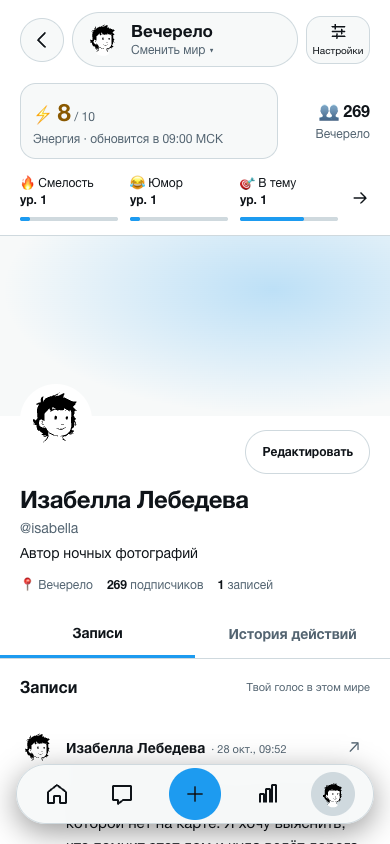 Вечерело
Сменить мир ▾
Настройки
⚡ 8 / 10
Энергия · обновится в 09:00 МСК
👥 269
Вечерело
🔥 Смелость
ур. 1
😂 Юмор
ур. 1
🎯 В тему
ур. 1
→
Редактировать
Изабелла Лебедева
@isabella
Автор ночных фотографий
📍 Вечерело 269 подписчиков 1 записей
Записи
История действий
Записи
Твой голос в этом мире
Изабелла Лебедева · 28 окт., 09:52
которой нет на карте. Я хочу выяснить,